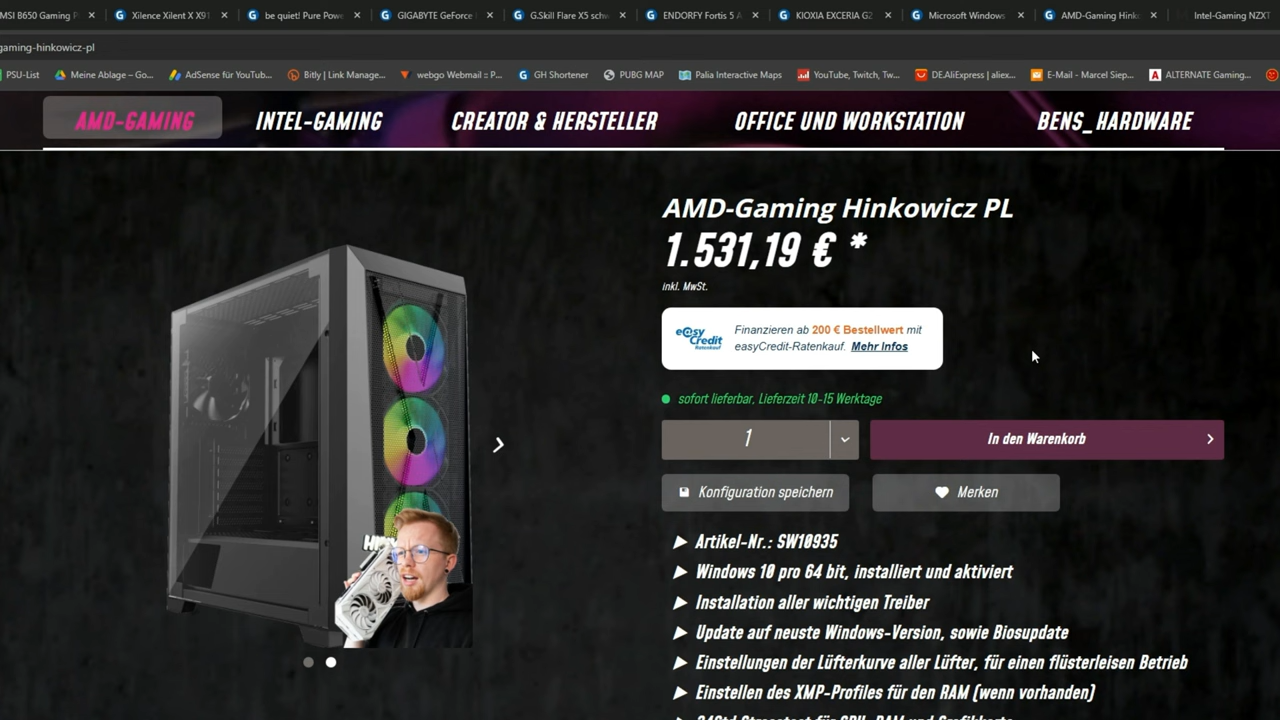 MSI B650 Gaming P
Xilence Xilent X X91
be quiet! Pure Powe
GIGABYTE GeForce
G.Skill Flare X5 schw
ENDORFY Fortis 5 A
KIOXIA EXCERIA G2
Microsoft Windows
AMD-Gaming Hink
Intel-Gaming NZXT
gaming-hinkowicz-pl
PSU-List
Meine Ablage – Go...
AdSense für YouTub...
Bitly | Link Manage...
webgo Webmail :: P...
GH Shortener
PUBG MAP
Palia Interactive Maps
YouTube, Twitch, Tw...
DE.AliExpress | aliex...
E-Mail - Marcel Siep...
ALTERNATE Gaming...
AMD-GAMING
INTEL-GAMING
CREATOR & HERSTELLER
OFFICE UND WORKSTATION
BENS_HARDWARE
AMD-Gaming Hinkowicz PL
1.531,19 € *
inkl. MwSt.
easyCredit Ratenkauf
Finanzieren ab 200 € Bestellwert mit
easyCredit-Ratenkauf. Mehr Infos
sofort lieferbar, Lieferzeit 10-15 Werktage
1
In den Warenkorb
Konfiguration speichern
Merken
Artikel-Nr.: SW10935
Windows 10 pro 64 bit, installiert und aktiviert
Installation aller wichtigen Treiber
Update auf neuste Windows-Version, sowie Biosupdate
Einstellungen der Lüfterkurve aller Lüfter, für einen flüsterleisen Betrieb
Einstellen des XMP-Profiles für den RAM (wenn vorhanden)